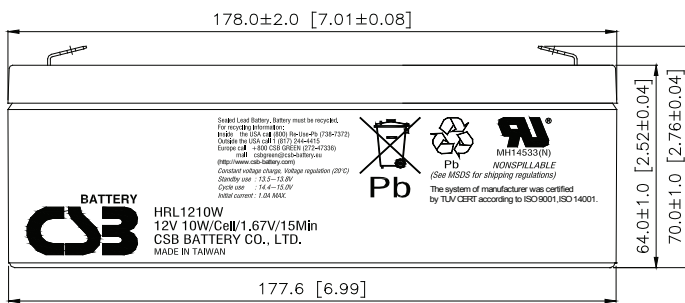 178.0±2.0 [7.01±0.08]
Sealed Lead Battery. Battery must be recycled.
For recycling information:
Inside the USA call (800) Re-Use-Pb (738-7372)
Outside the USA call 1 (817) 244-4415
Europe call +800 CSB GREEN (272-47336)
mail csbgreen@csb-battery.eu
(http://www.csb-battery.com)
Constant voltage charge, Voltage regulation (20°C)
Standby use : 13.5~13.8V
Cycle use : 14.4~15.0V
Initial current : 1.0A MAX.
Pb
Pb
MH14533(N)
NONSPILLABLE
(See MSDS for shipping regulations)
The system of manufacturer was certified
by TUV CERT according to ISO 9001,ISO 14001.
BATTERY
CSB
HRL1210W
12V 10W/Cell/1.67V/15Min
CSB BATTERY CO., LTD.
MADE IN TAIWAN
64.0±1.0 [2.52±0.04]
70.0±1.0 [2.76±0.04]
177.6 [6.99]